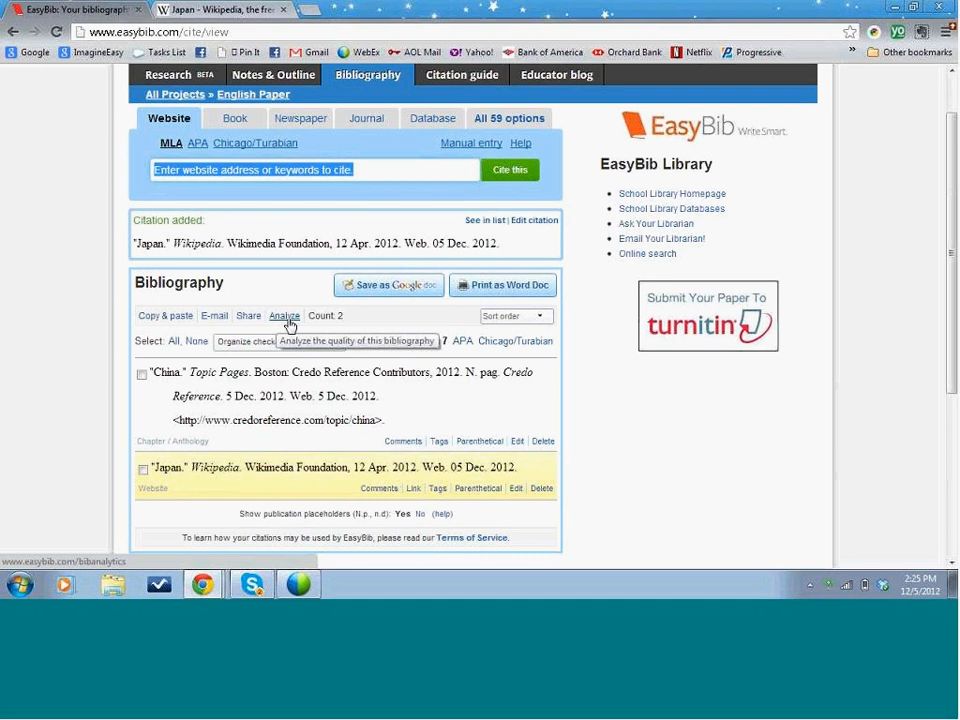 EasyBib: Your bibliograph
Japan - Wikipedia, the free
www.easybib.com/cite/view
Google ImagineEasy Tasks List Pin It Gmail WebEx AOL Mail Yahoo! Bank of America Orchard Bank Netflix Progressive » Other bookmarks
Research BETA Notes & Outline Bibliography Citation guide Educator blog
All Projects » English Paper
Website Book Newspaper Journal Database All 59 options
MLA APA Chicago/Turabian Manual entry Help
Enter website address or keywords to cite. Cite this
EasyBib Write Smart.
EasyBib Library
School Library Homepage
School Library Databases
Ask Your Librarian
Email Your Librarian!
Online search
Submit Your Paper To
turnitin
Citation added: See in list | Edit citation
"Japan." Wikipedia. Wikimedia Foundation, 12 Apr. 2012. Web. 05 Dec. 2012.
Bibliography Save as Google doc Print as Word Doc
Copy & paste E-mail Share Analyze Count: 2 Sort order
Select: All, None Organize check 7 APA Chicago/Turabian
Analyze the quality of this bibliography
"China." Topic Pages. Boston: Credo Reference Contributors, 2012. N. pag. Credo
Reference. 5 Dec. 2012. Web. 5 Dec. 2012.
<http://www.credoreference.com/topic/china>.
Chapter / Anthology Comments | Tags Parenthetical | Edit | Delete
"Japan." Wikipedia. Wikimedia Foundation, 12 Apr. 2012. Web. 05 Dec. 2012.
Website Comments | Link | Tags | Parenthetical | Edit | Delete
Show publication placeholders (N.p., n.d): Yes No (help)
To learn how your citations may be used by EasyBib, please read our Terms of Service.
www.easybib.com/bibanalytics
2:25 PM
12/5/2012